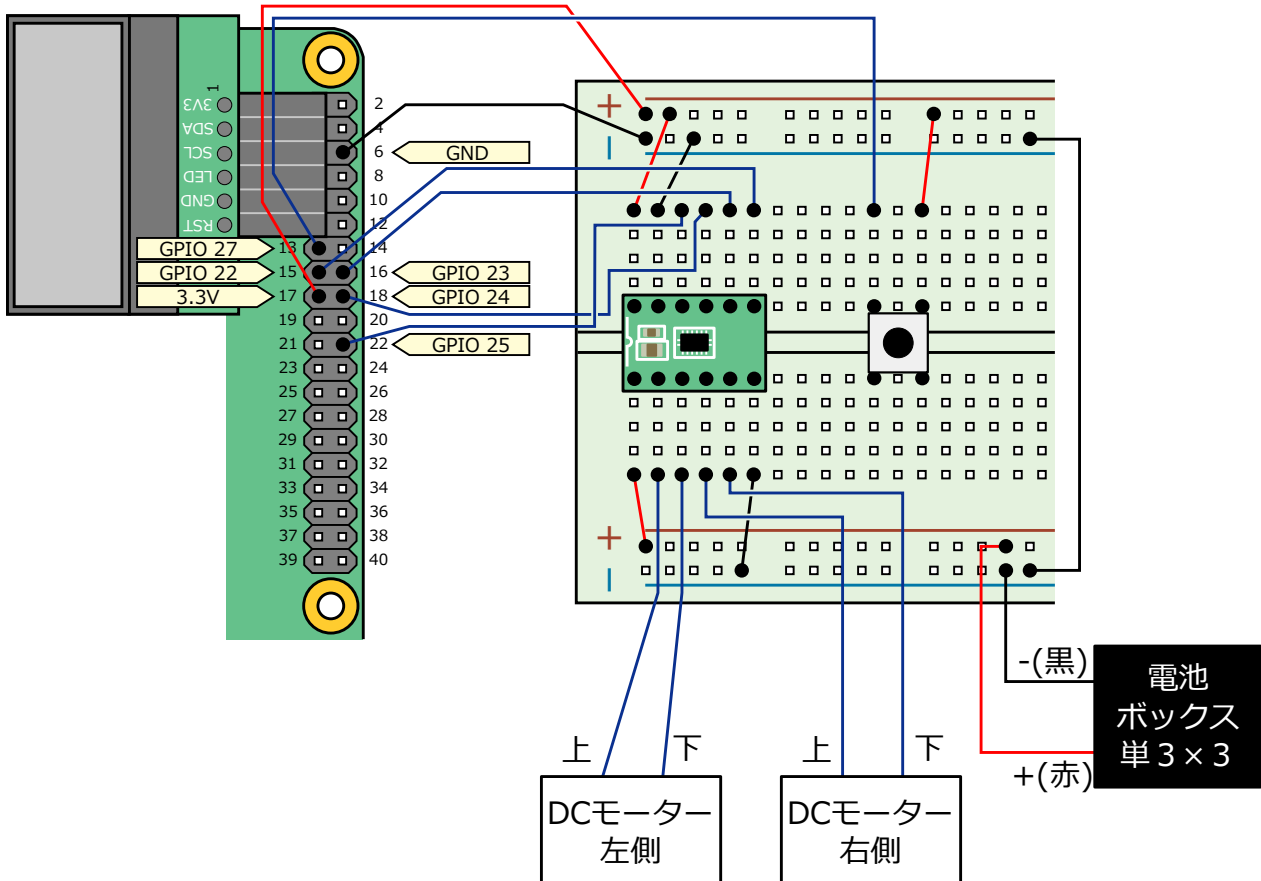 1
3V3
SDA
SCL
LED
GND
RST
2
4
6
GND
8
10
12
GPIO 27
13
14
GPIO 22
15
16
GPIO 23
3.3V
17
18
GPIO 24
19
20
21
22
GPIO 25
23
24
25
26
27
28
29
30
31
32
33
34
35
36
37
38
39
40
+
-
+
-
-(黒)
+(赤)
電池
ボックス
単3×3
上
下
上
下
DCモーター
左側
DCモーター
右側